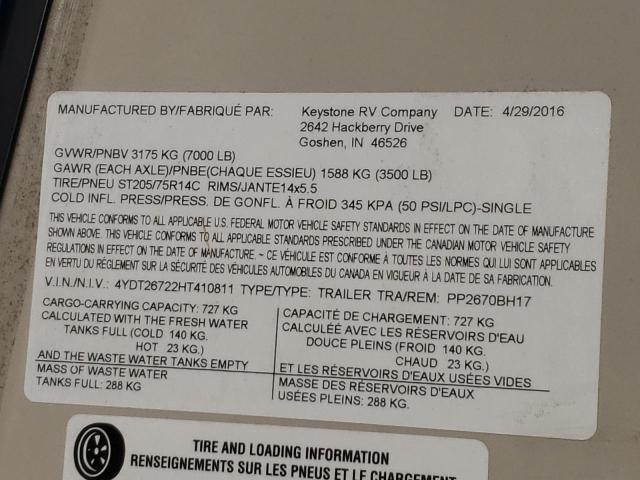 MANUFACTURED BY/FABRIQUÉ PAR: Keystone RV Company DATE: 4/29/2016
2642 Hackberry Drive
Goshen, IN 46526
GVWR/PNBV 3175 KG (7000 LB)
GAWR (EACH AXLE)/PNBE(CHAQUE ESSIEU) 1588 KG (3500 LB)
TIRE/PNEU ST205/75R14C RIMS/JANTE14x5.5
COLD INFL. PRESS/PRESS. DE GONFL. À FROID 345 KPA (50 PSI/LPC)-SINGLE
THIS VEHICLE CONFORMS TO ALL APPLICABLE U.S. FEDERAL MOTOR VEHICLE SAFETY STANDARDS IN EFFECT ON THE DATE OF MANUFACTURE
SHOWN ABOVE. THIS VEHICLE CONFORMS TO ALL APPLICABLE STANDARDS PRESCRIBED UNDER THE CANADIAN MOTOR VEHICLE SAFETY
REGULATIONS IN EFFECT ON THE DATE OF MANUFACTURE. ~ CE VÉHICULE EST CONFORME À TOUTES LES NORMES QUI LUI SONT APPLICABLES
EN VERTU DU RÉGLEMENT SUR LA SÉCURITÉ DES VÉHICULES AUTOMOBILES DU CANADA EN VIGUEUR À LA DATE DE SA FABRICATION.
V.I.N./N.I.V.: 4YDT26722HT410811 TYPE/TYPE: TRAILER TRA/REM: PP2670BH17
CARGO-CARRYING CAPACITY: 727 KG
CALCULATED WITH THE FRESH WATER
TANKS FULL (COLD 140 KG.
HOT 23 KG.)
AND THE WASTE WATER TANKS EMPTY
MASS OF WASTE WATER
TANKS FULL: 288 KG
CAPACITÉ DE CHARGEMENT: 727 KG
CALCULÉE AVEC LES RÉSERVOIRS D'EAU
DOUCE PLEINS (FROID 140 KG.
CHAUD 23 KG.)
ET LES RÉSERVOIRS D'EAUX USÉES VIDES
MASSE DES RÉSERVOIRS D'EAUX
USÉES PLEINS: 288 KG.
TIRE AND LOADING INFORMATION
RENSEIGNEMENTS SUR LES PNEUS ET LE CHARGEMENT